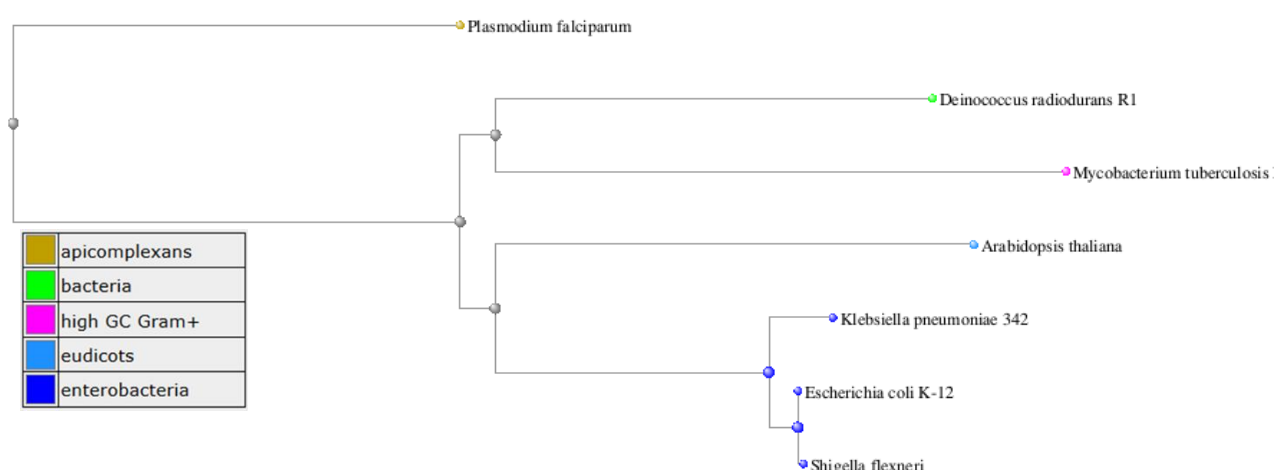 Plasmodium falciparum
Deinococcus radiodurans R1
Mycobacterium tuberculosis
Arabidopsis thaliana
apicomplexans
bacteria
high GC Gram+
eudicots
enterobacteria
Klebsiella pneumoniae 342
Escherichia coli K-12
Shigella flexneri